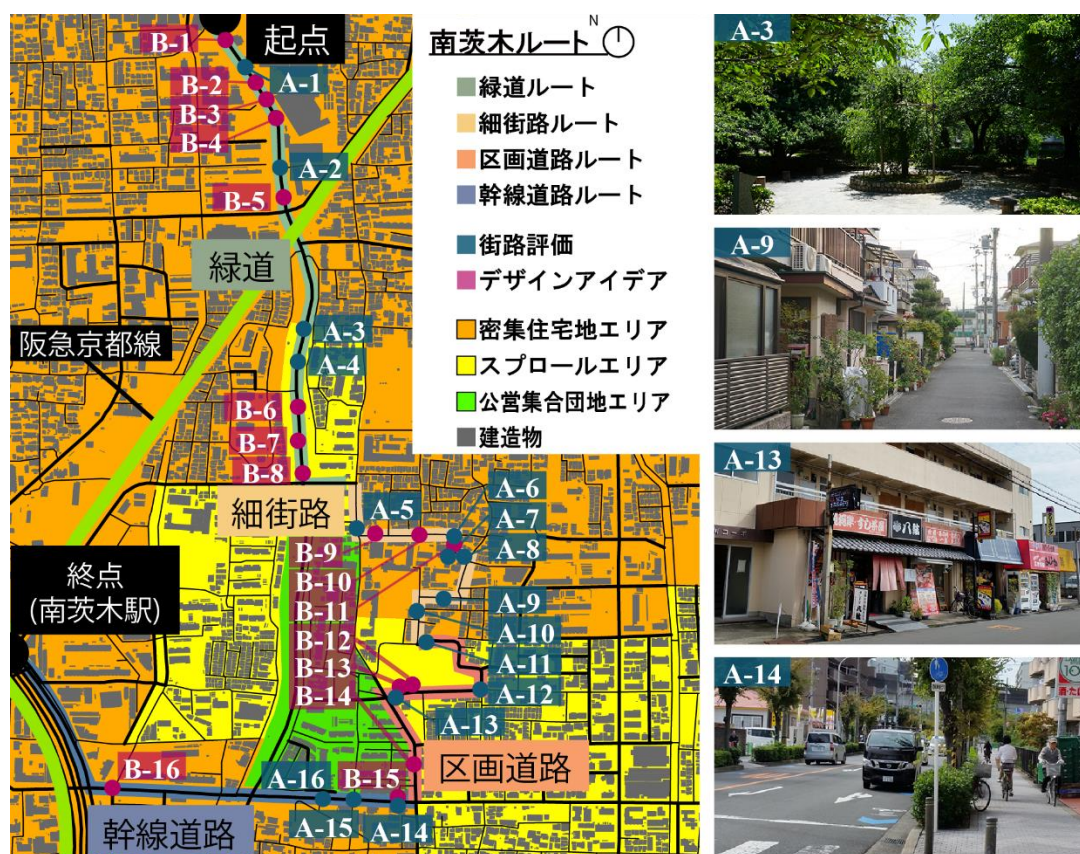 B-1
起点
A-1
B-2
B-3
B-4
A-2
B-5
緑道
A-3
A-4
阪急京都線
B-6
B-7
B-8
細街路
A-5
A-6
A-7
A-8
B-9
B-10
B-11
終点
(南茨木駅)
A-9
A-10
B-12
B-13
B-14
A-11
A-12
A-13
区画道路
B-16
A-16
B-15
A-15
A-14
幹線道路
南茨木ルート
N
緑道ルート
細街路ルート
区画道路ルート
幹線道路ルート
街路評価
デザインアイデア
密集住宅地エリア
スプロールエリア
公営集合団地エリア
建造物
A-3
A-9
A-13
八悠
A-14